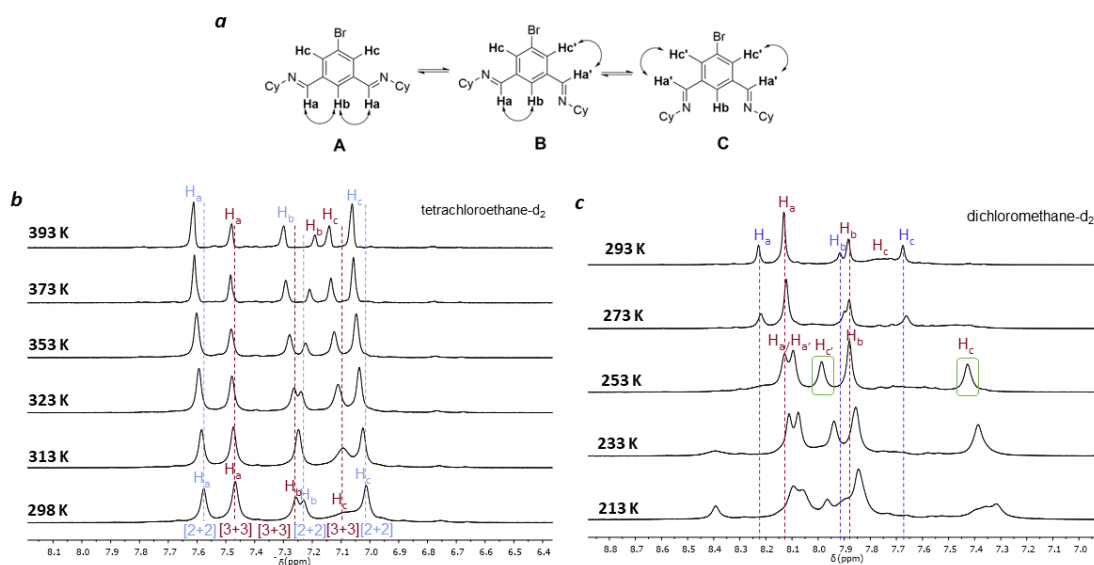 a
Br Br Br
Hc Hc Hc Hc' Hc' Hc'
Cy N N Cy Cy N Ha' Ha' Ha'
Ha Hb Ha Ha Hb N Cy N Hb N
Cy Cy
A B C
b
tetrachloroethane-d2
Ha Ha Hb Hb Hc Hc
393 K
373 K
353 K
323 K
313 K
298 K
Ha Ha Hb Hb Hc Hc
[2+2] [3+3] [3+3] [2+2] [3+3] [2+2]
8.1 8.0 7.9 7.8 7.7 7.6 7.5 7.4 7.3 7.2 7.1 7.0 6.9 6.8 6.7 6.6 6.5 6.4
δ(ppm)
c
dichloromethane-d2
Ha Ha Hb Hb Hc Hc
293 K
273 K
253 K
Ha/Ha' Hc' Hb Hc
233 K
213 K
8.8 8.7 8.6 8.5 8.4 8.3 8.2 8.1 8.0 7.9 7.8 7.7 7.6 7.5 7.4 7.3 7.2 7.1 7.0
δ (ppm)